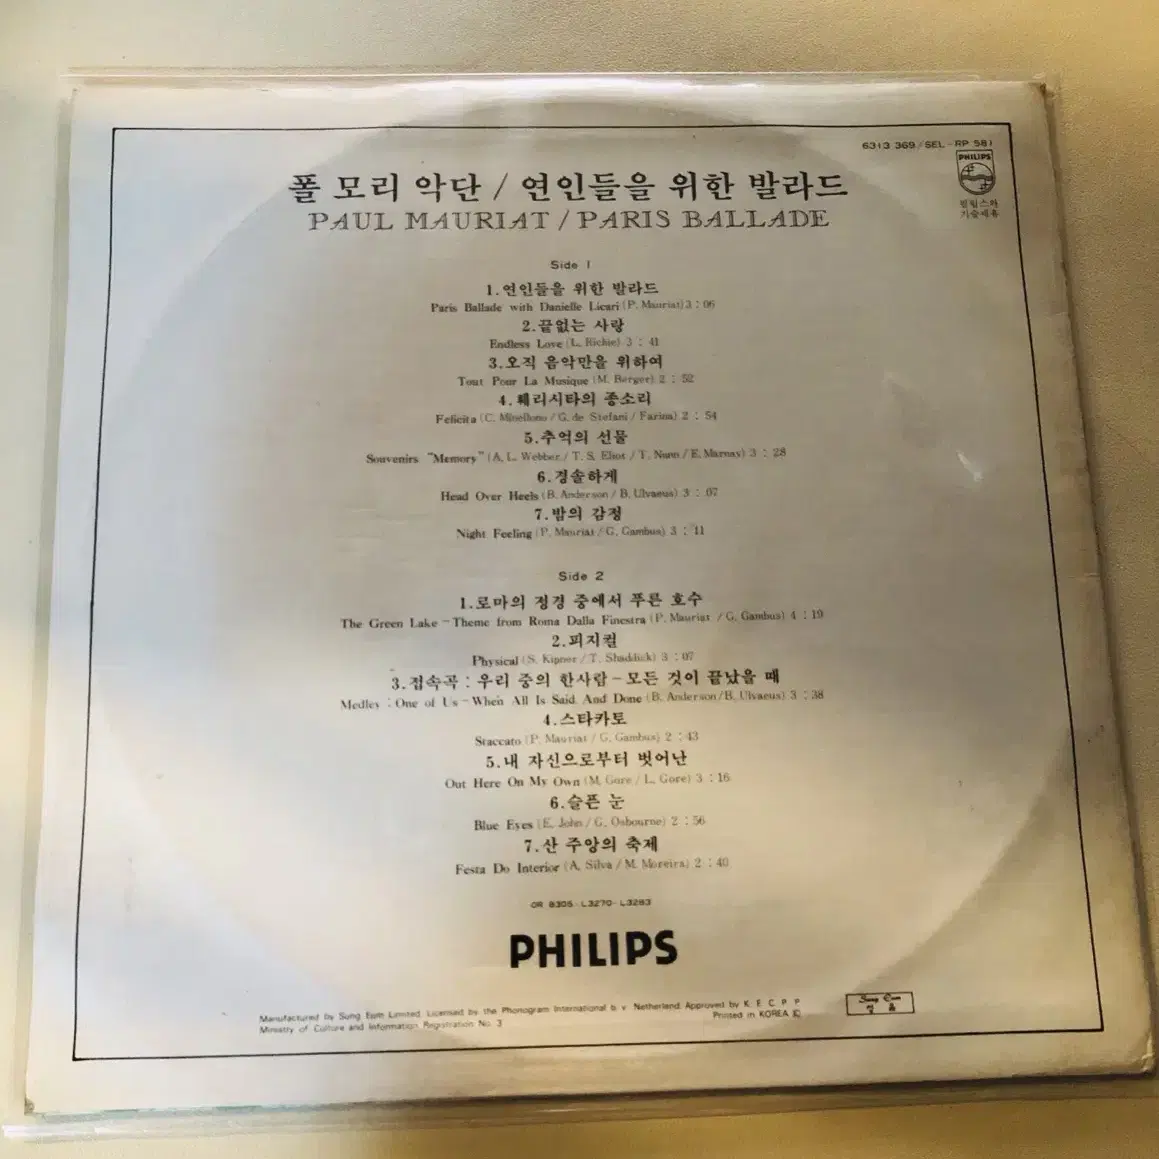 6313 369/SEL-RP 581
PHILIPS
필립스와
기술제휴
폴 모리 악단 / 연인들을 위한 발라드
PAUL MAURIAT / PARIS BALLADE
Side 1
1.연인들을 위한 발라드
Paris Ballade with Danielle Licari (P. Mauriat) 3:06
2.끝없는 사랑
Endless Love (L. Richie) 3:41
3.오직 음악만을 위하여
Tout Pour La Musique (M. Berger) 2:52
4.훼리시타의 종소리
Felicita (C. Minellono / G. de Stefani / Farina) 2:54
5.추억의 선물
Souvenirs "Memory" (A. L. Webber / T. S. Eliot / T. Nunn / E. Marnay) 3:28
6.경솔하게
Head Over Heels (B. Anderson / B. Ulvaeus) 3:07
7.밤의 감정
Night Feeling (P. Mauriat / G. Gambus) 3:11
Side 2
1.로마의 정경 중에서 푸른 호수
The Green Lake - Theme from Roma Dalla Finestra (P. Mauriat / G. Gambus) 4:19
2.피지컬
Physical (S. Kipner / T. Shaddick) 3:07
3.접속곡 : 우리 중의 한사람 - 모든 것이 끝났을 때
Medley : One of Us - When All Is Said And Done (B. Anderson / B. Ulvaeus) 3:38
4.스타카토
Staccato (P. Mauriat / G. Gambus) 2:43
5.내 자신으로부터 벗어난
Out Here On My Own (M. Gore / L. Gore) 3:16
6.슬픈 눈
Blue Eyes (E. John / G. Osbourne) 2:56
7.산 주앙의 축제
Festa Do Interior (A. Silva / M. Moreira) 2:40
OR 8305-L3270-L3283
PHILIPS
Manufactured by Sung Eum Limited. Licensed by the Phonogram International b. v. Netherland. Approved by K. E. C. P. P
Ministry of Culture and Information Registration No. 3
Printed in KOREA
Sung Eum
성 음